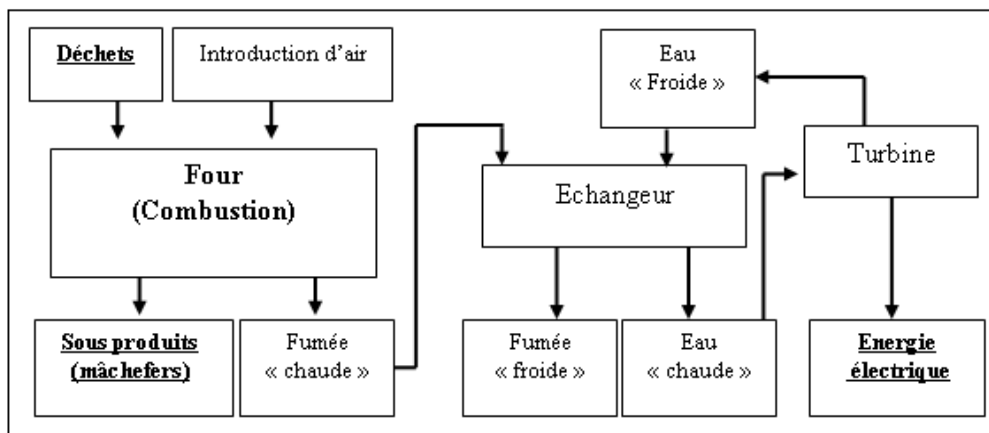 Déchets
Introduction d'air
Eau
« Froide »
Turbine
Four
(Combustion)
Echangeur
Sous produits
(mâchefers)
Fumée
« chaude »
Fumée
« froide »
Eau
« chaude »
Energie
électrique